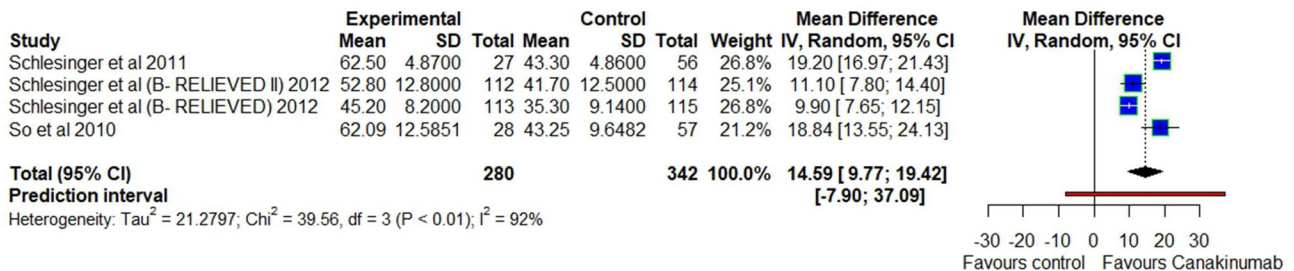 Experimental Control Mean Difference Mean Difference
Study Mean SD Total Mean SD Total Weight IV, Random, 95% CI IV, Random, 95% CI
Schlesinger et al 2011 62.50 4.8700 27 43.30 4.8600 56 26.8% 19.20 [16.97; 21.43]
Schlesinger et al (B- RELIEVED II) 2012 52.80 12.8000 112 41.70 12.5000 114 25.1% 11.10 [ 7.80; 14.40]
Schlesinger et al (B- RELIEVED) 2012 45.20 8.2000 113 35.30 9.1400 115 26.8% 9.90 [ 7.65; 12.15]
So et al 2010 62.09 12.5851 28 43.25 9.6482 57 21.2% 18.84 [13.55; 24.13]
Total (95% CI) 280 342 100.0% 14.59 [ 9.77; 19.42]
Prediction interval [-7.90; 37.09]
Heterogeneity: Tau² = 21.2797; Chi² = 39.56, df = 3 (P < 0.01); I² = 92%
-30 -20 -10 0 10 20 30
Favours control Favours Canakinumab